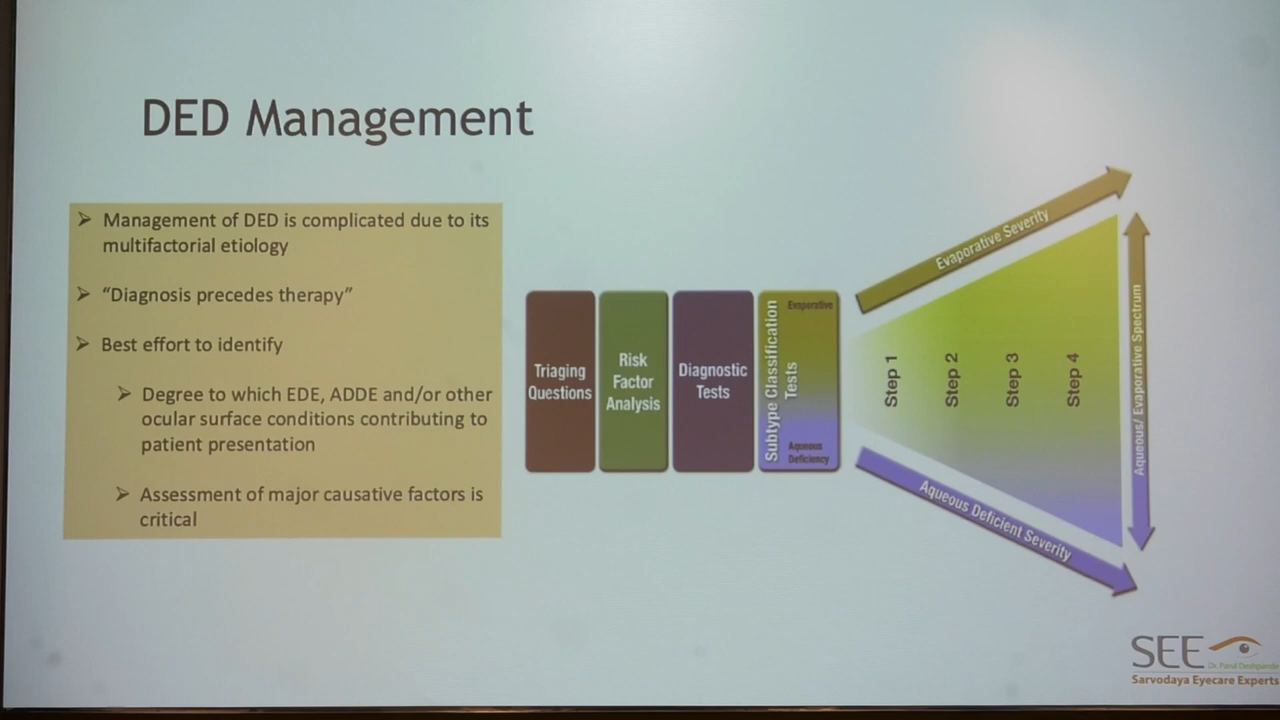 DED Management
➢ Management of DED is complicated due to its
multifactorial etiology
➢ “Diagnosis precedes therapy”
➢ Best effort to identify
➢ Degree to which EDE, ADDE and/or other
ocular surface conditions contributing to
patient presentation
➢ Assessment of major causative factors is
critical
Triaging
Questions
Risk
Factor
Analysis
Diagnostic
Tests
Subtype Classification
Tests
Evaporative
Aqueous
Deficiency
Evaporative Severity
Step 1
Step 2
Step 3
Step 4
Aqueous Deficient Severity
Aqueous/ Evaporative Spectrum
SEE
Dr. Parul Deshpande
Sarvodaya Eyecare Experts